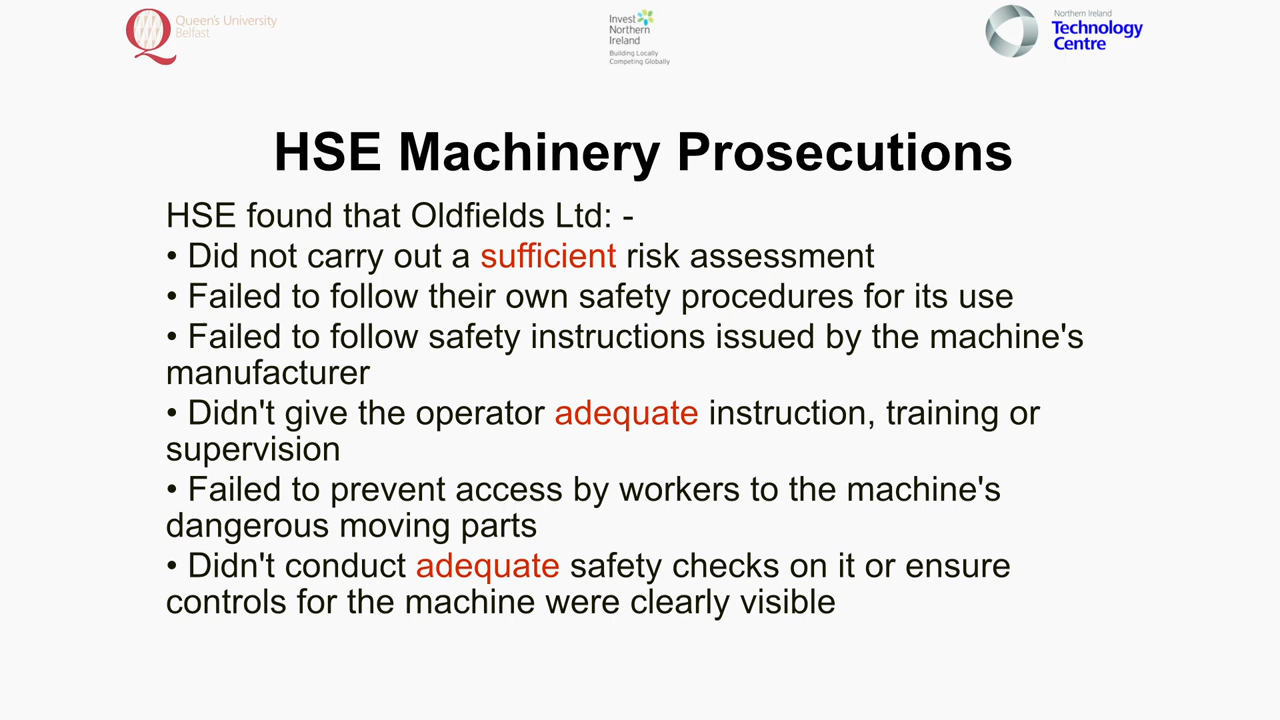 Queen's University
Belfast
Invest
Northern
Ireland
Building Locally
Competing Globally
Northern Ireland
Technology
Centre
HSE Machinery Prosecutions
HSE found that Oldfields Ltd: -
• Did not carry out a sufficient risk assessment
• Failed to follow their own safety procedures for its use
• Failed to follow safety instructions issued by the machine's
manufacturer
• Didn't give the operator adequate instruction, training or
supervision
• Failed to prevent access by workers to the machine's
dangerous moving parts
• Didn't conduct adequate safety checks on it or ensure
controls for the machine were clearly visible